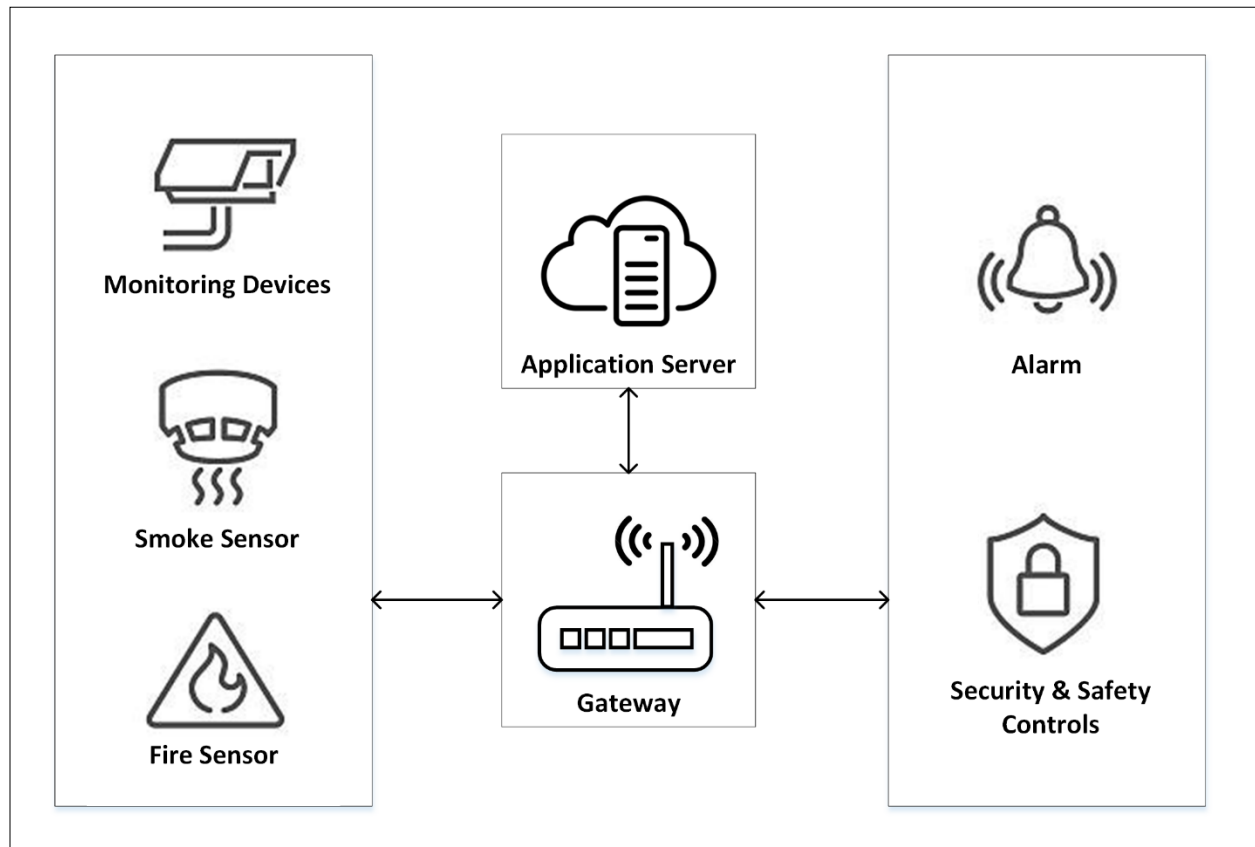 Monitoring Devices
Smoke Sensor
Fire Sensor
Application Server
Gateway
Alarm
Security & Safety
Controls